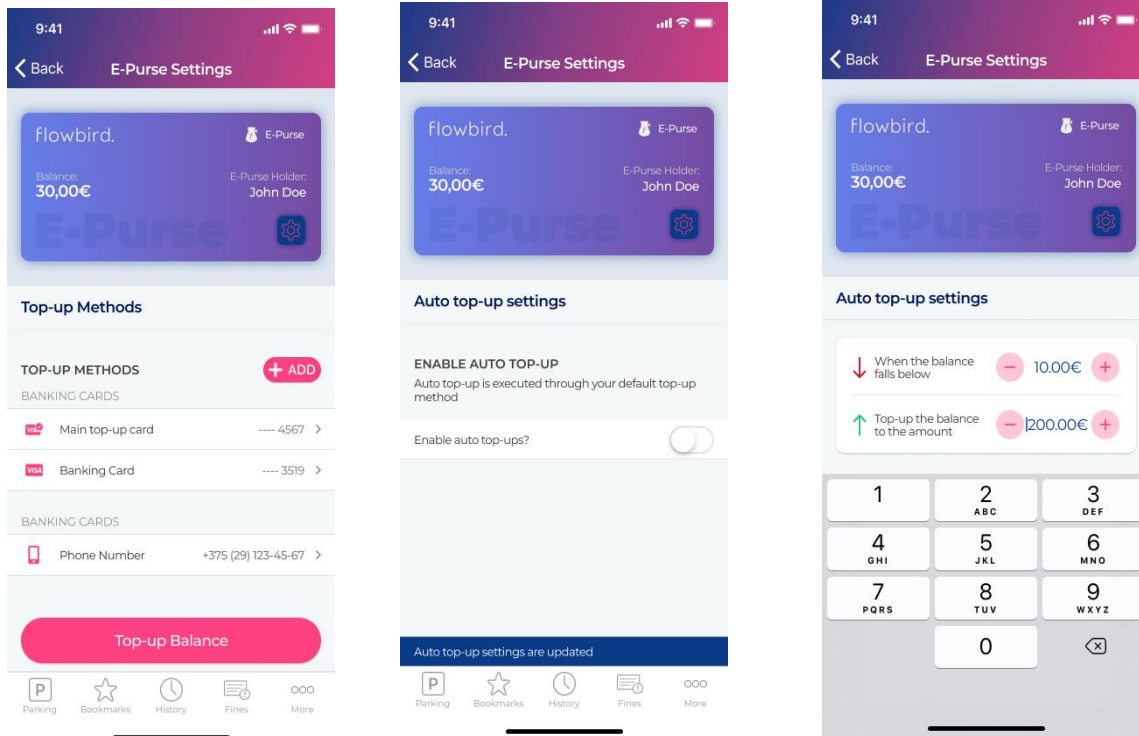 9:41
Back E-Purse Settings
flowbird. E-Purse
Balance: E-Purse Holder:
30,00€ John Doe
E-Purse
Top-up Methods
TOP-UP METHODS + ADD
BANKING CARDS
VISA Main top-up card ---- 4567 >
VISA Banking Card ---- 3519 >
BANKING CARDS
Phone Number +375 (29) 123-45-67 >
Top-up Balance
P
Parking Bookmarks History Fines More
9:41
Back E-Purse Settings
flowbird. E-Purse
Balance: E-Purse Holder:
30,00€ John Doe
E-Purse
Auto top-up settings
ENABLE AUTO TOP-UP
Auto top-up is executed through your default top-up
method
Enable auto top-ups?
Auto top-up settings are updated
P
Parking Bookmarks History Fines More
9:41
Back E-Purse Settings
flowbird. E-Purse
Balance: E-Purse Holder:
30,00€ John Doe
E-Purse
Auto top-up settings
When the balance
falls below − 10.00€ +
Top-up the balance
to the amount − 200.00€ +
1 2 3
ABC DEF
4 5 6
GHI JKL MNO
7 8 9
PQRS TUV WXYZ
0